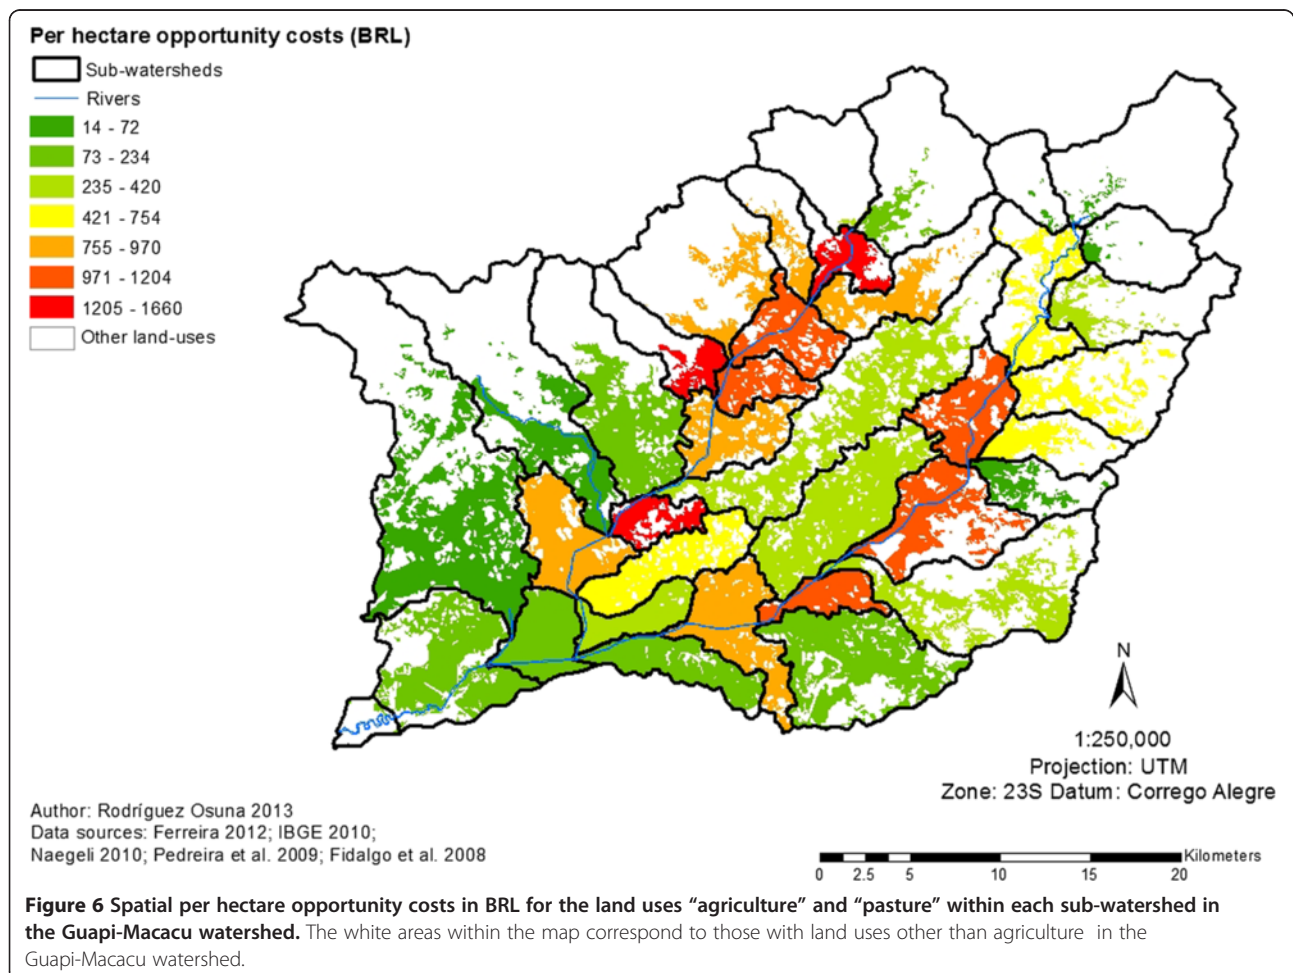 Per hectare opportunity costs (BRL)
Sub-watersheds
Rivers
14 - 72
73 - 234
235 - 420
421 - 754
755 - 970
971 - 1204
1205 - 1660
Other land-uses
N
1:250,000
Projection: UTM
Zone: 23S Datum: Corrego Alegre
Author: Rodríguez Osuna 2013
Data sources: Ferreira 2012; IBGE 2010;
Naegeli 2010; Pedreira et al. 2009; Fidalgo et al. 2008
Kilometers
0 2.5 5 10 15 20
Figure 6 Spatial per hectare opportunity costs in BRL for the land uses “agriculture” and “pasture” within each sub-watershed in
the Guapi-Macacu watershed. The white areas within the map correspond to those with land uses other than agriculture in the
Guapi-Macacu watershed.